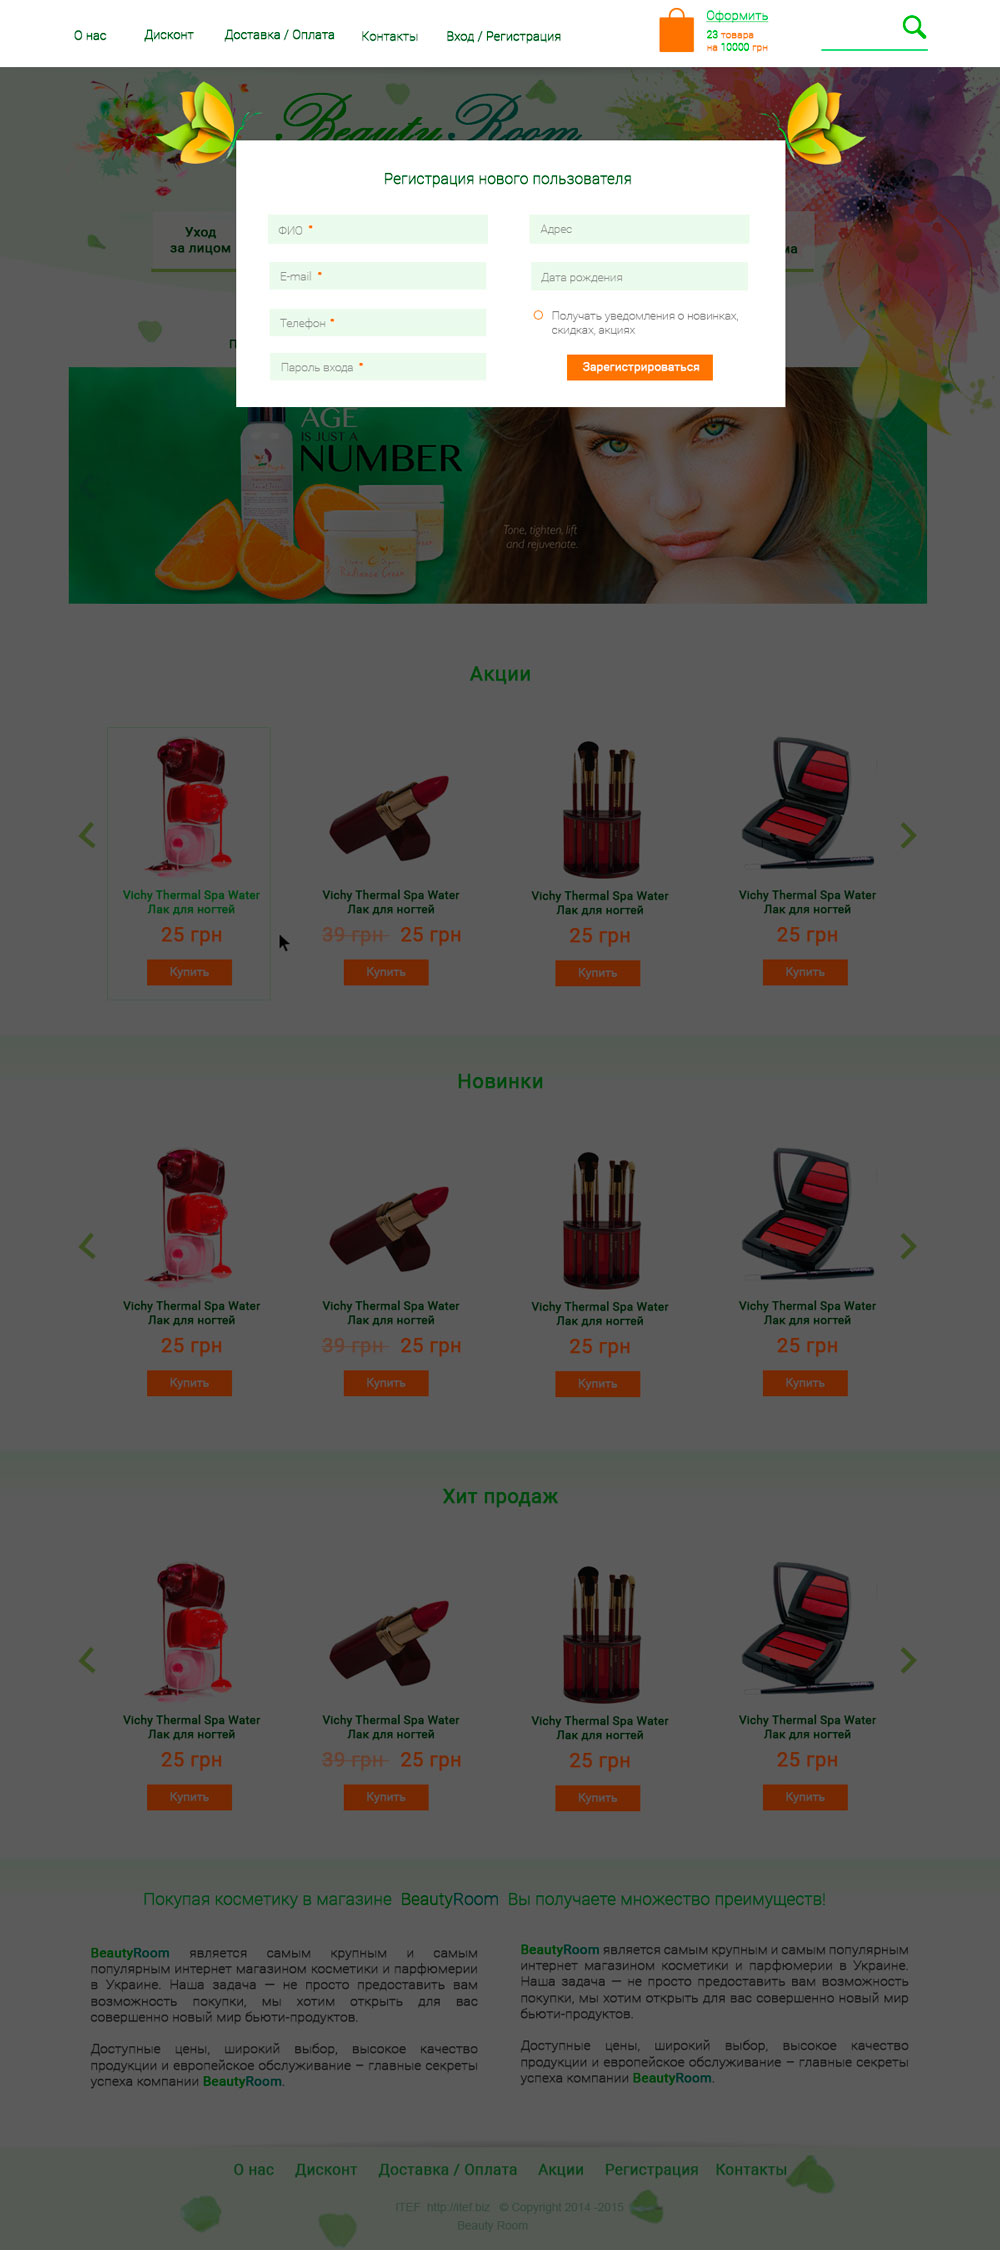 О нас
Дисконт
Доставка / Оплата
Контакты
Вход / Регистрация
Оформить
23 товара
на 10000 грн
Beauty Room
Регистрация нового пользователя
ФИО *
Адрес
E-mail *
Дата рождения
Телефон *
Получать уведомления о новинках,
скидках, акциях
Пароль входа *
Зарегистрироваться
Уход
за лицом
AGE
IS JUST A
NUMBER
Radiance Cream
Tone, tighten, lift
and rejuvenate.
Акции
Vichy Thermal Spa Water
Лак для ногтей
25 грн
Купить
Vichy Thermal Spa Water
Лак для ногтей
39 грн 25 грн
Купить
Vichy Thermal Spa Water
Лак для ногтей
25 грн
Купить
Vichy Thermal Spa Water
Лак для ногтей
25 грн
Купить
Новинки
Vichy Thermal Spa Water
Лак для ногтей
25 грн
Купить
Vichy Thermal Spa Water
Лак для ногтей
39 грн 25 грн
Купить
Vichy Thermal Spa Water
Лак для ногтей
25 грн
Купить
Vichy Thermal Spa Water
Лак для ногтей
25 грн
Купить
Хит продаж
Vichy Thermal Spa Water
Лак для ногтей
25 грн
Купить
Vichy Thermal Spa Water
Лак для ногтей
39 грн 25 грн
Купить
Vichy Thermal Spa Water
Лак для ногтей
25 грн
Купить
Vichy Thermal Spa Water
Лак для ногтей
25 грн
Купить
Покупая косметику в магазине BeautyRoom Вы получаете множество преимуществ!
BeautyRoom является самым крупным и самым
популярным интернет магазином косметики и парфюмерии
в Украине. Наша задача — не просто предоставить вам
возможность покупки, мы хотим открыть для вас
совершенно новый мир бьюти-продуктов.
Доступные цены, широкий выбор, высокое качество
продукции и европейское обслуживание – главные секреты
успеха компании BeautyRoom.
BeautyRoom является самым крупным и самым популярным
интернет магазином косметики и парфюмерии в Украине.
Наша задача — не просто предоставить вам возможность
покупки, мы хотим открыть для вас совершенно новый мир
бьюти-продуктов.
Доступные цены, широкий выбор, высокое качество
продукции и европейское обслуживание – главные секреты
успеха компании BeautyRoom.
О нас
Дисконт
Доставка / Оплата
Акции
Регистрация
Контакты
ITEF http://itef.biz © Copyright 2014 -2015
Beauty Room